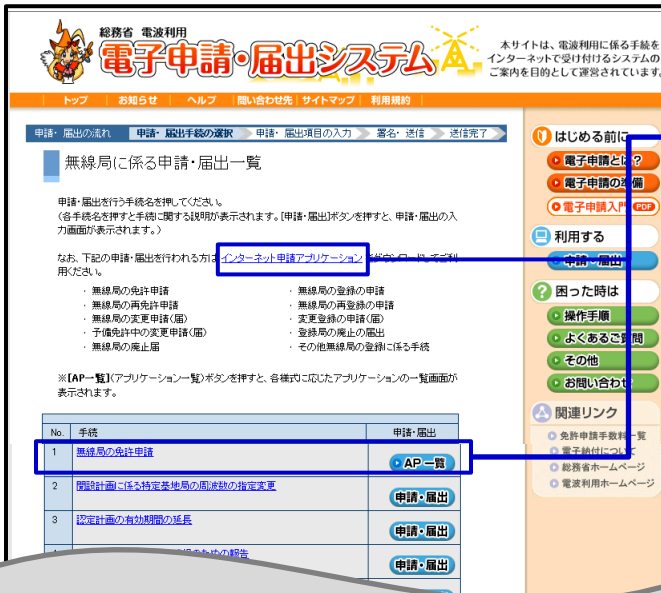 総務省 電波利用
電子申請・届出システム
本サイトは、電波利用に係る手続を
インターネットで受け付けるシステムの
ご案内を目的として運営されています。
トップ
お知らせ
ヘルプ
問い合わせ先
サイトマップ
利用規約
申請・届出の流れ
申請・届出手続の選択
申請・届出項目の入力
署名・送信
送信完了
無線局に係る申請・届出一覧
申請・届出を行う手続名を押してください。
(各手続名を押すと手続に関する説明が表示されます。[申請・届出]ボタンを押すと、申請・届出の入
力画面が表示されます。)
なお、下記の申請・届出を行われる方は
インターネット申請アプリケーション
をダウンロードしてご利
用ください。
・ 無線局の免許申請
・ 無線局の再免許申請
・ 無線局の変更申請(届)
・ 予備免許中の変更申請(届)
・ 無線局の廃止届
・ 無線局の登録の申請
・ 無線局の再登録の申請
・ 変更登録の申請(届)
・ 登録局の廃止の届出
・ その他無線局の登録に係る手続
※[AP一覧](アプリケーション一覧)ボタンを押すと、各様式に応じたアプリケーションの一覧画面が
表示されます。
No.
手続
申請・届出
1
無線局の免許申請
AP 一覧
2
開設計画に係る特定基地局の周波数の指定変更
申請・届出
3
認定計画の有効期間の延長
申請・届出
のための報告
申請・届出
はじめる前に
電子申請とは?
電子申請の準備
電子申請入門 PDF
利用する
申請・届出
困った時は
操作手順
よくあるご質問
その他
お問い合わせ
関連リンク
免許申請手数料一覧
電子納付について
総務省ホームページ
電波利用ホームページ